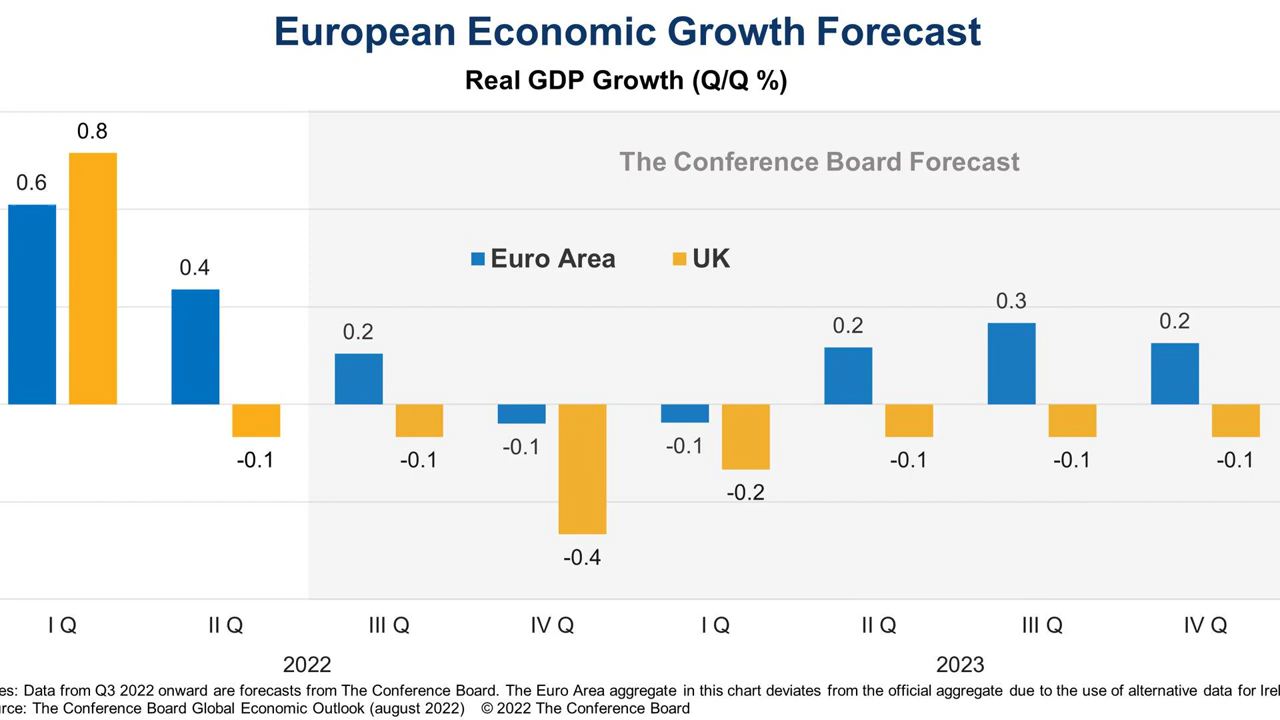 European Economic Growth Forecast
Real GDP Growth (Q/Q %)
The Conference Board Forecast
Euro Area UK
0.6 0.8
0.4 -0.1
0.2 -0.1
-0.1 -0.4
-0.1 -0.2
0.2 -0.1
0.3 -0.1
0.2 -0.1
I Q II Q III Q IV Q I Q II Q III Q IV Q
2022 2023
es: Data from Q3 2022 onward are forecasts from The Conference Board. The Euro Area aggregate in this chart deviates from the official aggregate due to the use of alternative data for Irel
urce: The Conference Board Global Economic Outlook (august 2022) © 2022 The Conference Board